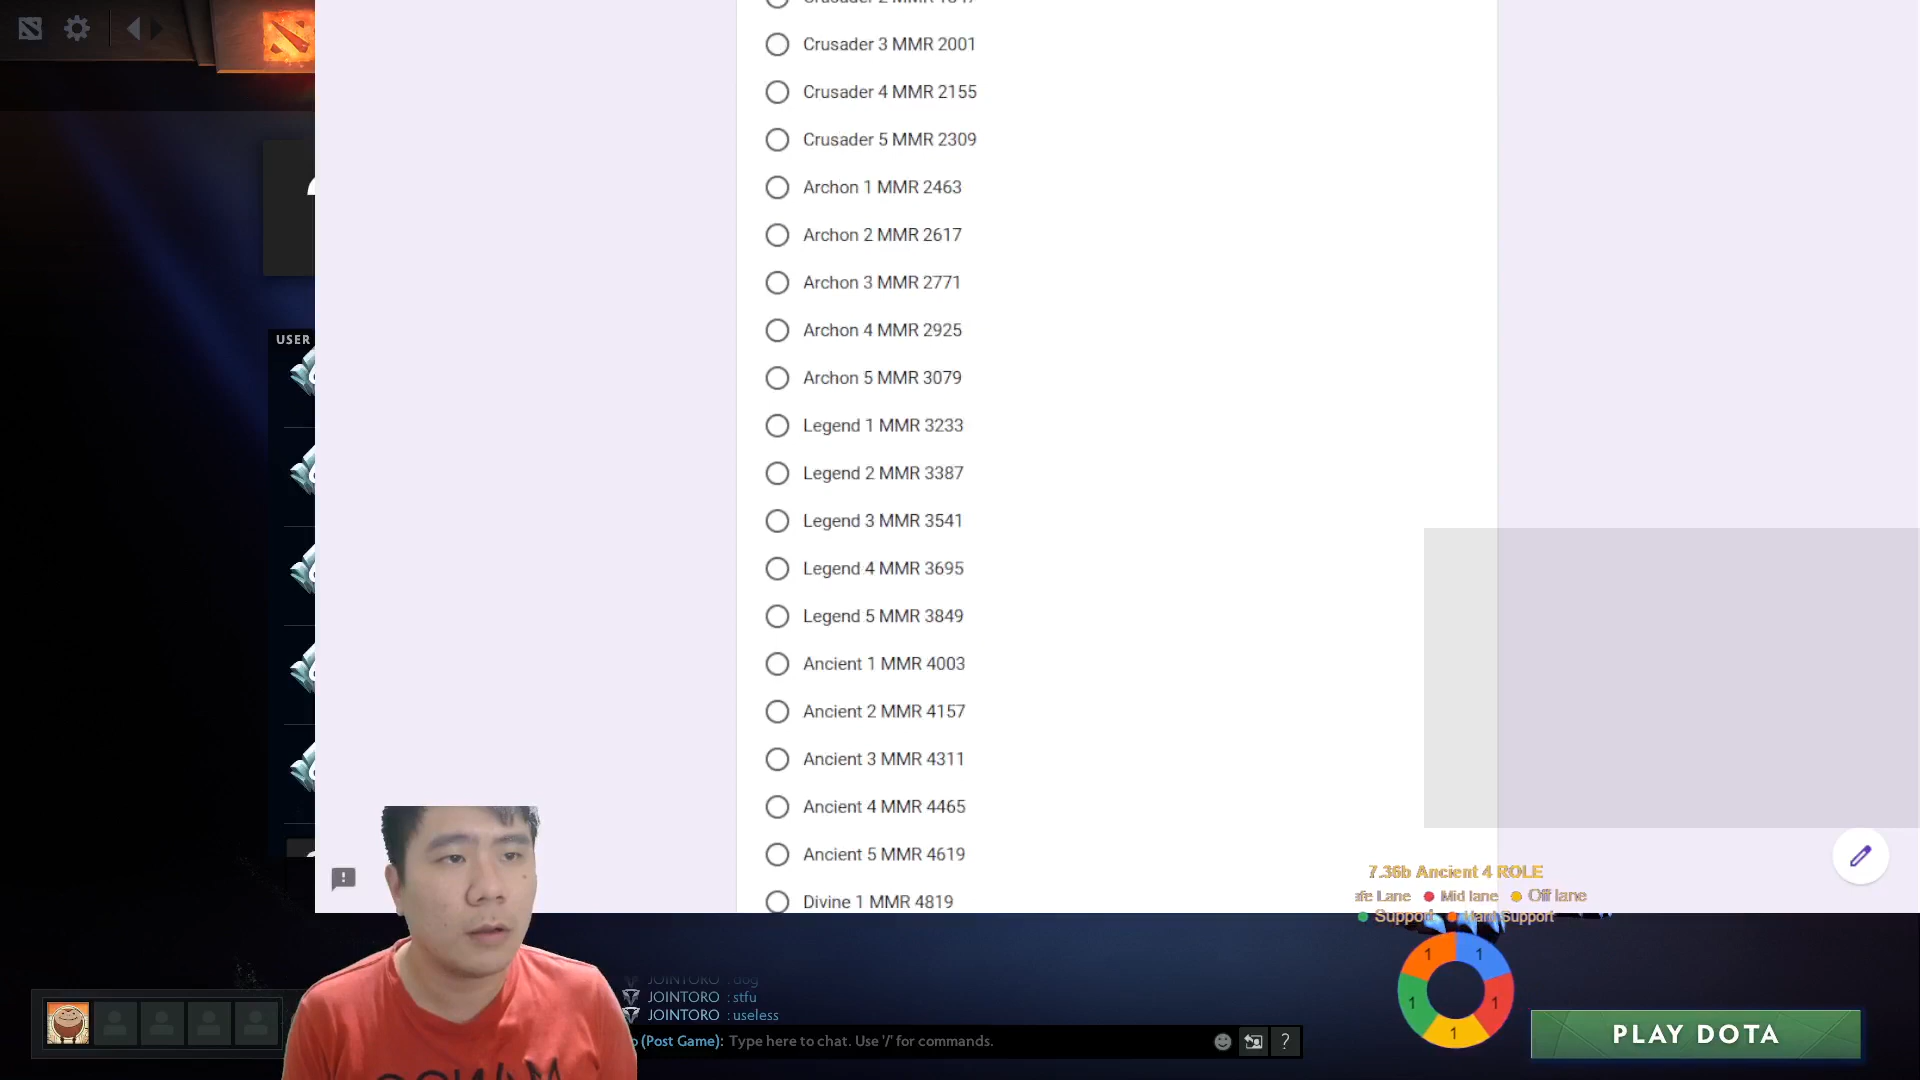 Crusader 3 MMR 2001
Crusader 4 MMR 2155
Crusader 5 MMR 2309
Archon 1 MMR 2463
Archon 2 MMR 2617
Archon 3 MMR 2771
Archon 4 MMR 2925
USER
Archon 5 MMR 3079
Legend 1 MMR 3233
Legend 2 MMR 3387
Legend 3 MMR 3541
Legend 4 MMR 3695
Legend 5 MMR 3849
Ancient 1 MMR 4003
Ancient 2 MMR 4157
Ancient 3 MMR 4311
Ancient 4 MMR 4465
Ancient 5 MMR 4619
Divine 1 MMR 4819
7.36b Ancient 4 ROLE
Lane Mid lane Off lane
Support Hard Support
1 1
1 1
1
JOINTORO : dog
JOINTORO : stfu
JOINTORO : useless
(Post Game): Type here to chat. Use '/' for commands.
?
PLAY DOTA